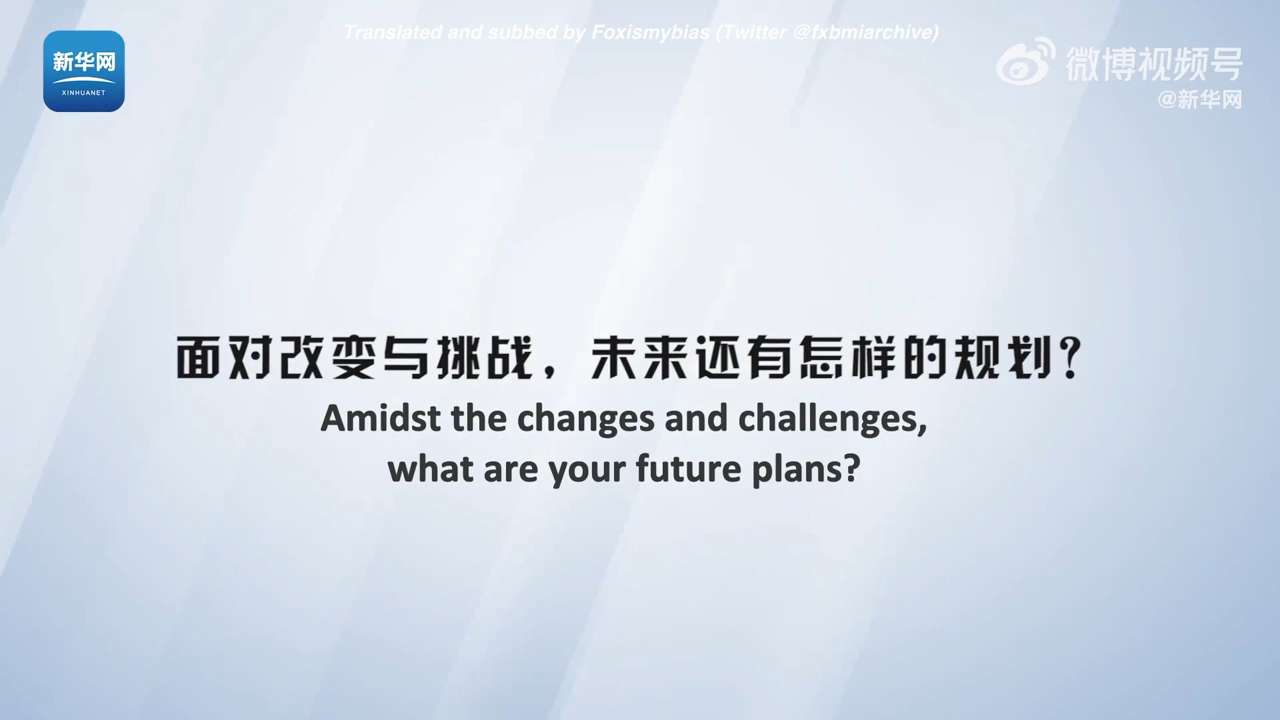 Translated and subbed by Foxismybias (Twitter @fxbmiarchive)
新华网
XINHUANET
微博视频号
@新华网
面对改变与挑战，未来还有怎样的规划？
Amidst the changes and challenges,
what are your future plans?